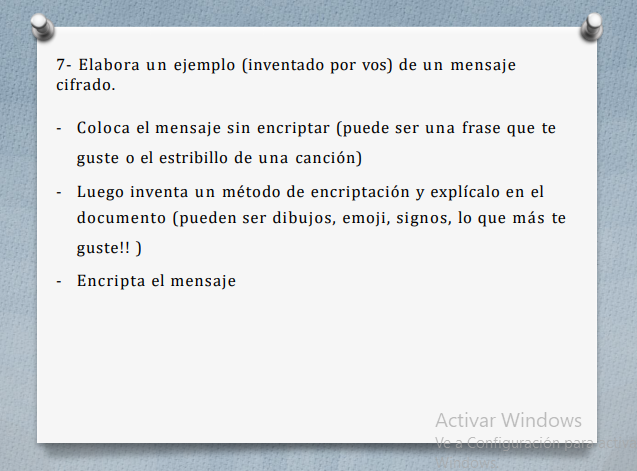 7- Elabora un ejemplo (inventado por vos) de un mensaje
cifrado.
- Coloca el mensaje sin encriptar (puede ser una frase que te
guste o el estribillo de una canción)
- Luego inventa un método de encriptación y explícalo en el
documento (pueden ser dibujos, emoji, signos, lo que más te
guste!! )
- Encripta el mensaje
Activar Windows
Ve a Configuración para